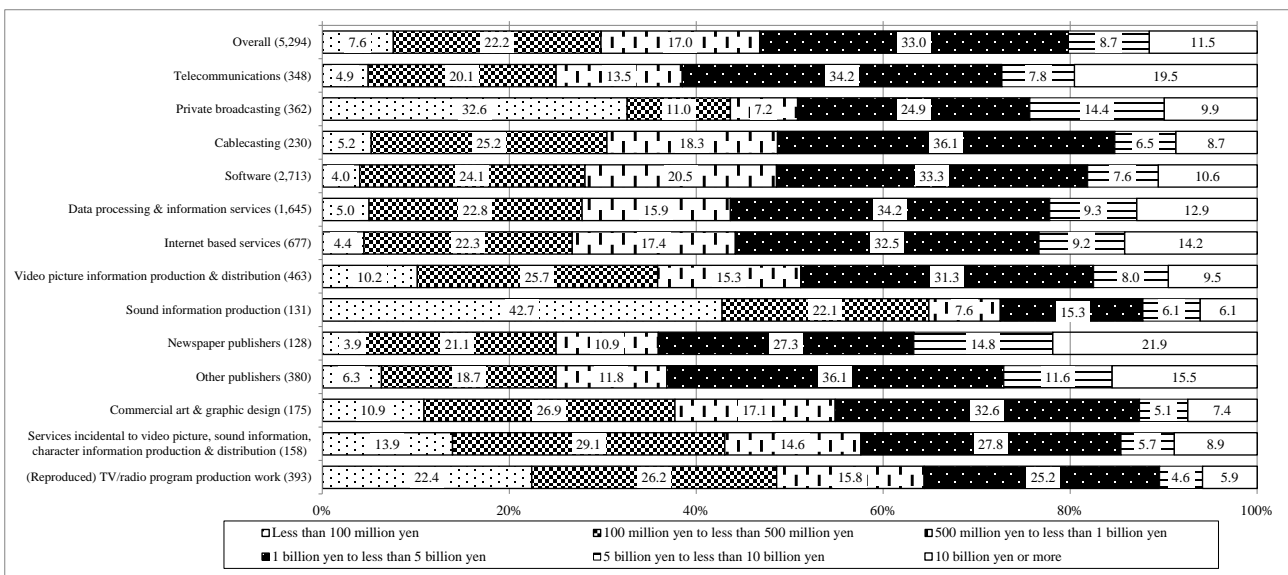 Overall (5,294) 7.6 22.2 17.0 33.0 8.7 11.5
Telecommunications (348) 4.9 20.1 13.5 34.2 7.8 19.5
Private broadcasting (362) 32.6 11.0 7.2 24.9 14.4 9.9
Cablecasting (230) 5.2 25.2 18.3 36.1 6.5 8.7
Software (2,713) 4.0 24.1 20.5 33.3 7.6 10.6
Data processing & information services (1,645) 5.0 22.8 15.9 34.2 9.3 12.9
Internet based services (677) 4.4 22.3 17.4 32.5 9.2 14.2
Video picture information production & distribution (463) 10.2 25.7 15.3 31.3 8.0 9.5
Sound information production (131) 42.7 22.1 7.6 15.3 6.1 6.1
Newspaper publishers (128) 3.9 21.1 10.9 27.3 14.8 21.9
Other publishers (380) 6.3 18.7 11.8 36.1 11.6 15.5
Commercial art & graphic design (175) 10.9 26.9 17.1 32.6 5.1 7.4
Services incidental to video picture, sound information,
character information production & distribution (158) 13.9 29.1 14.6 27.8 5.7 8.9
(Reproduced) TV/radio program production work (393) 22.4 26.2 15.8 25.2 4.6 5.9
0% 20% 40% 60% 80% 100%
Less than 100 million yen 100 million yen to less than 500 million yen 500 million yen to less than 1 billion yen
1 billion yen to less than 5 billion yen 5 billion yen to less than 10 billion yen 10 billion yen or more